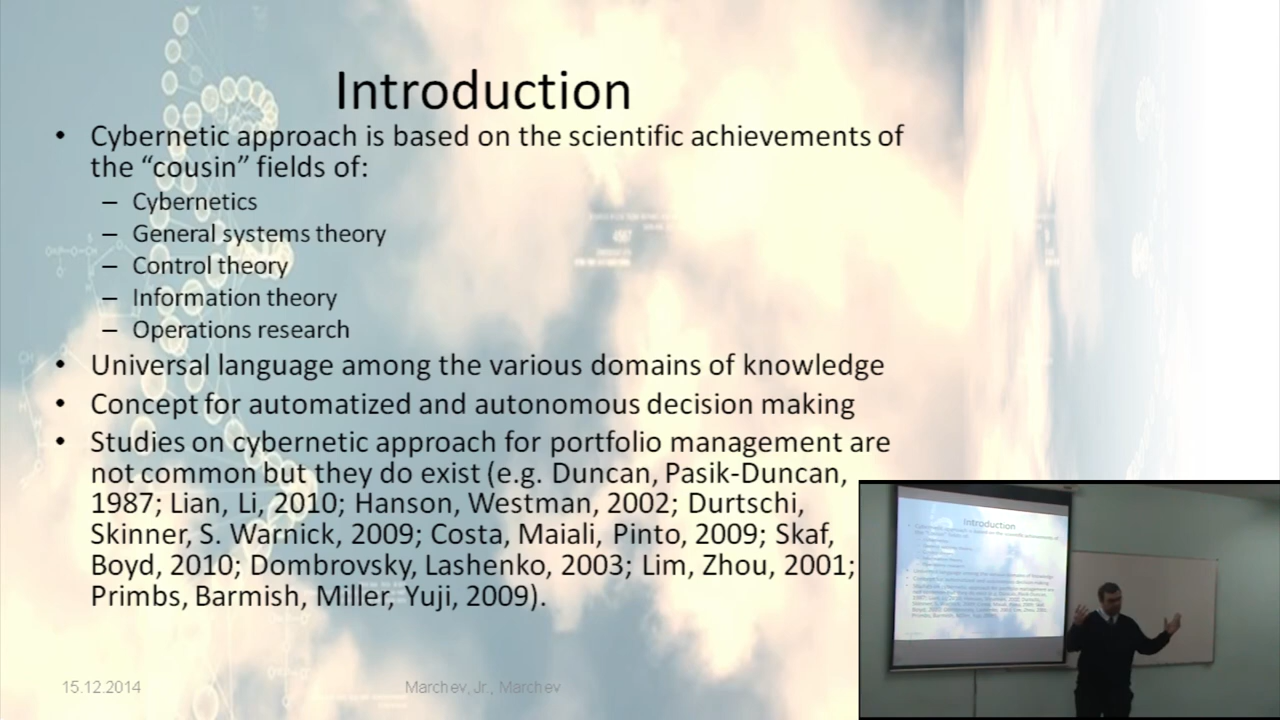 Introduction
• Cybernetic approach is based on the scientific achievements of
the “cousin” fields of:
– Cybernetics
– General systems theory
– Control theory
– Information theory
– Operations research
• Universal language among the various domains of knowledge
• Concept for automatized and autonomous decision making
• Studies on cybernetic approach for portfolio management are
not common but they do exist (e.g. Duncan, Pasik-Duncan,
1987; Lian, Li, 2010; Hanson, Westman, 2002; Durtschi,
Skinner, S. Warnick, 2009; Costa, Maiali, Pinto, 2009; Skaf,
Boyd, 2010; Dombrovsky, Lashenko, 2003; Lim, Zhou, 2001;
Primbs, Barmish, Miller, Yuji, 2009).
15.12.2014
Marchev, Jr., Marchev
Introduction